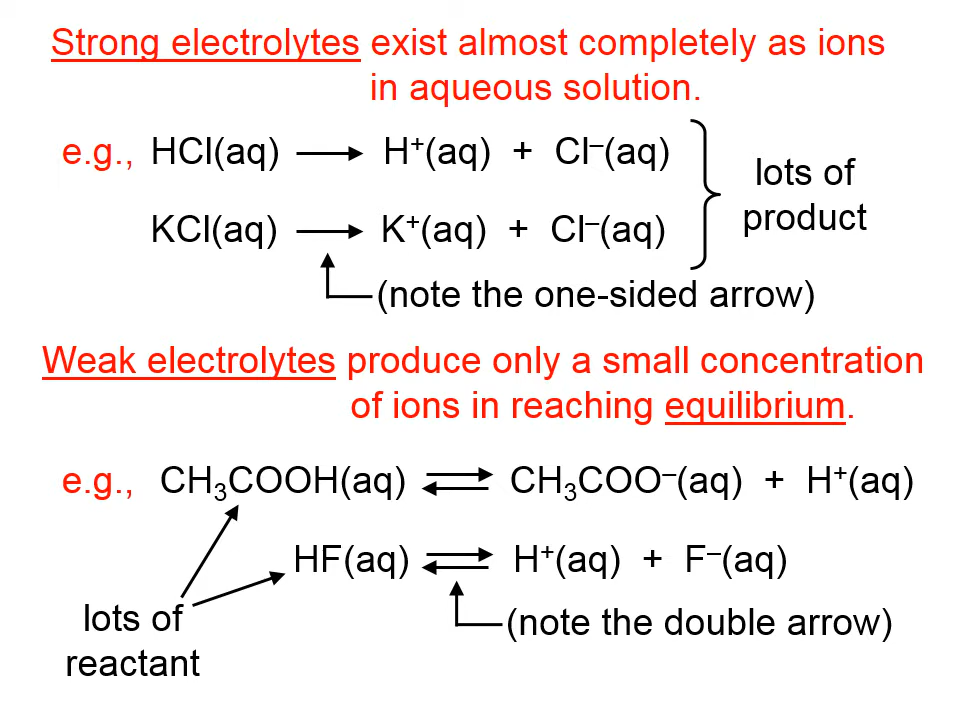 Strong electrolytes exist almost completely as ions
in aqueous solution.
e.g., HCl(aq) ⟶ H⁺(aq) + Cl⁻(aq)
lots of
product
KCl(aq) ⟶ K⁺(aq) + Cl⁻(aq)
(note the one-sided arrow)
Weak electrolytes produce only a small concentration
of ions in reaching equilibrium.
e.g., CH₃COOH(aq) ⇌ CH₃COO⁻(aq) + H⁺(aq)
HF(aq) ⇌ H⁺(aq) + F⁻(aq)
lots of
reactant
(note the double arrow)